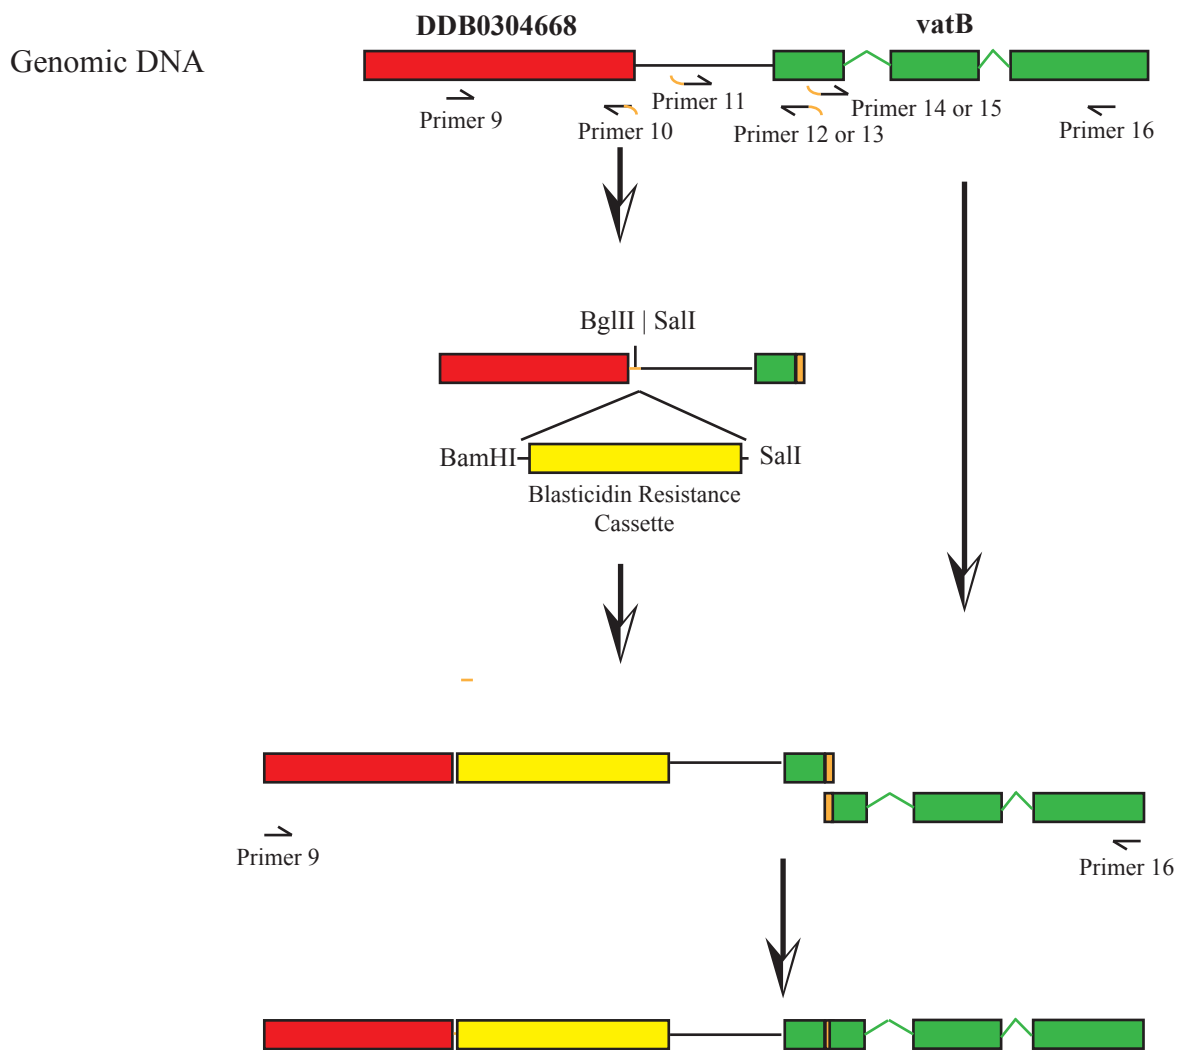 DDB0304668
vatB
Genomic DNA
Primer 9
Primer 10
Primer 11
Primer 12 or 13
Primer 14 or 15
Primer 16
BglII | SalI
BamHI
SalI
Blasticidin Resistance
Cassette
Primer 9
Primer 16